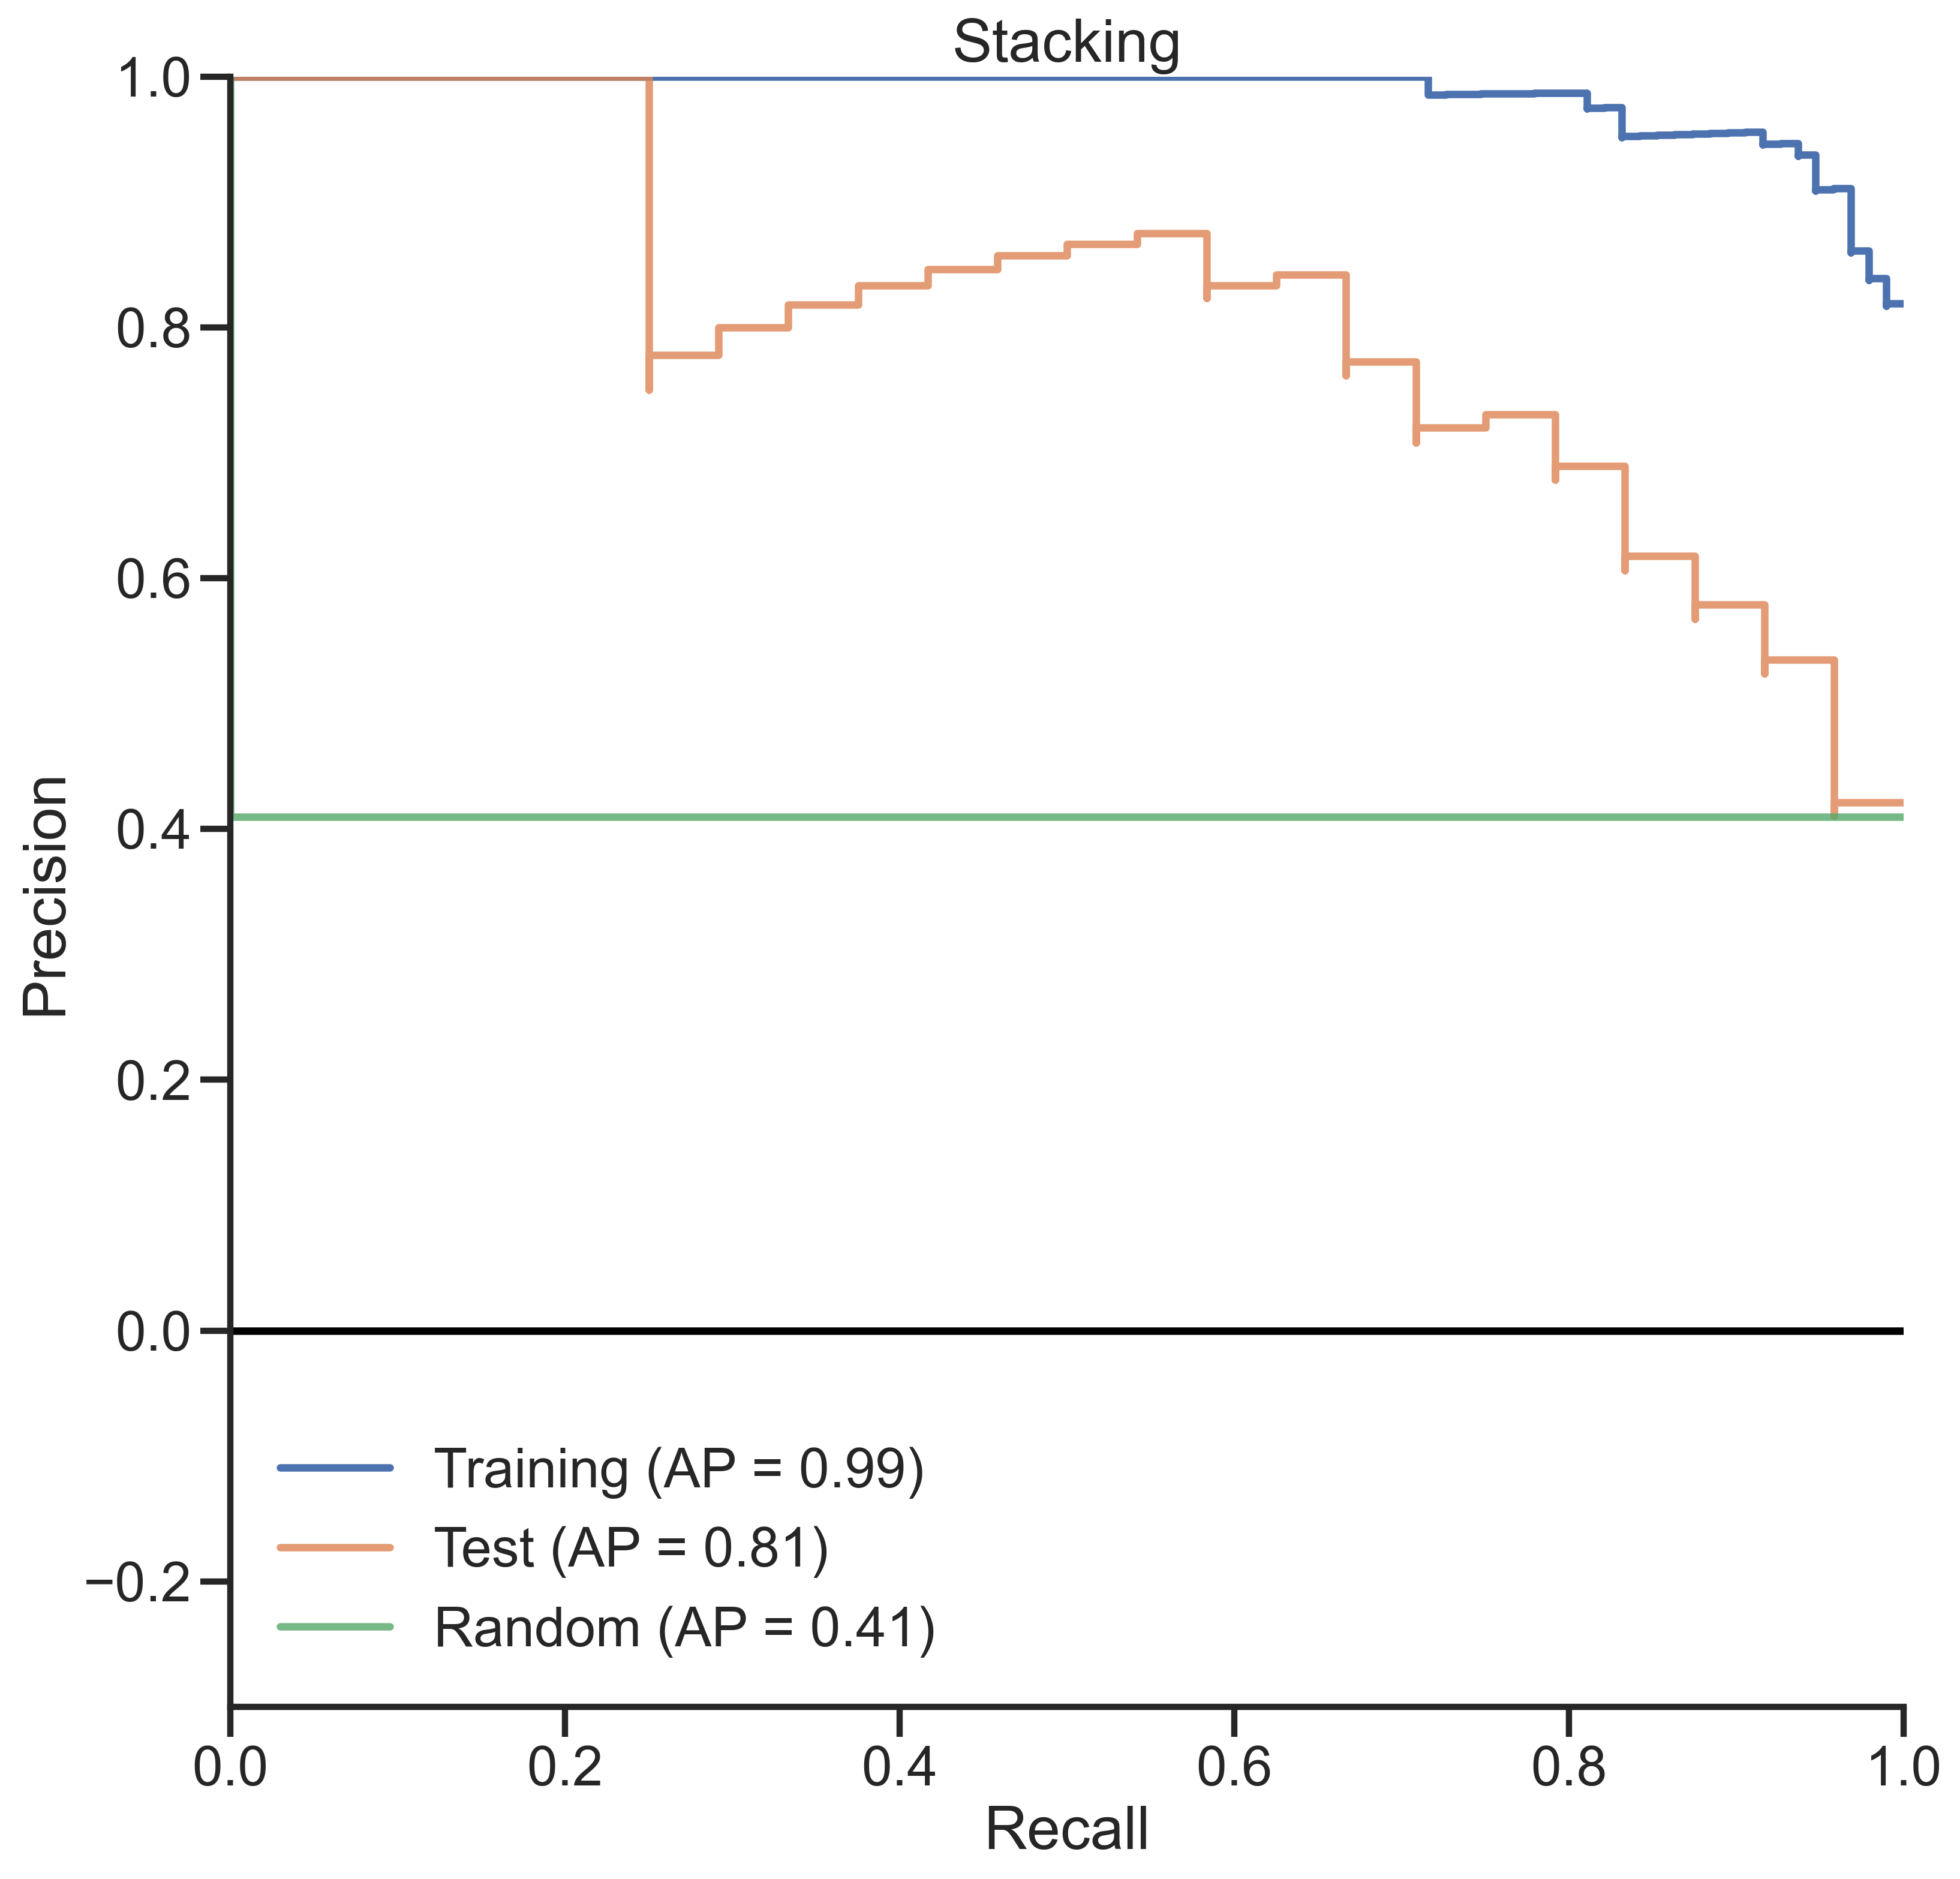 Stacking
1.0
0.8
0.6
0.4
0.2
0.0
−0.2
Precision
Training (AP = 0.99)
Test (AP = 0.81)
Random (AP = 0.41)
0.0 0.2 0.4 0.6 0.8 1.0
Recall